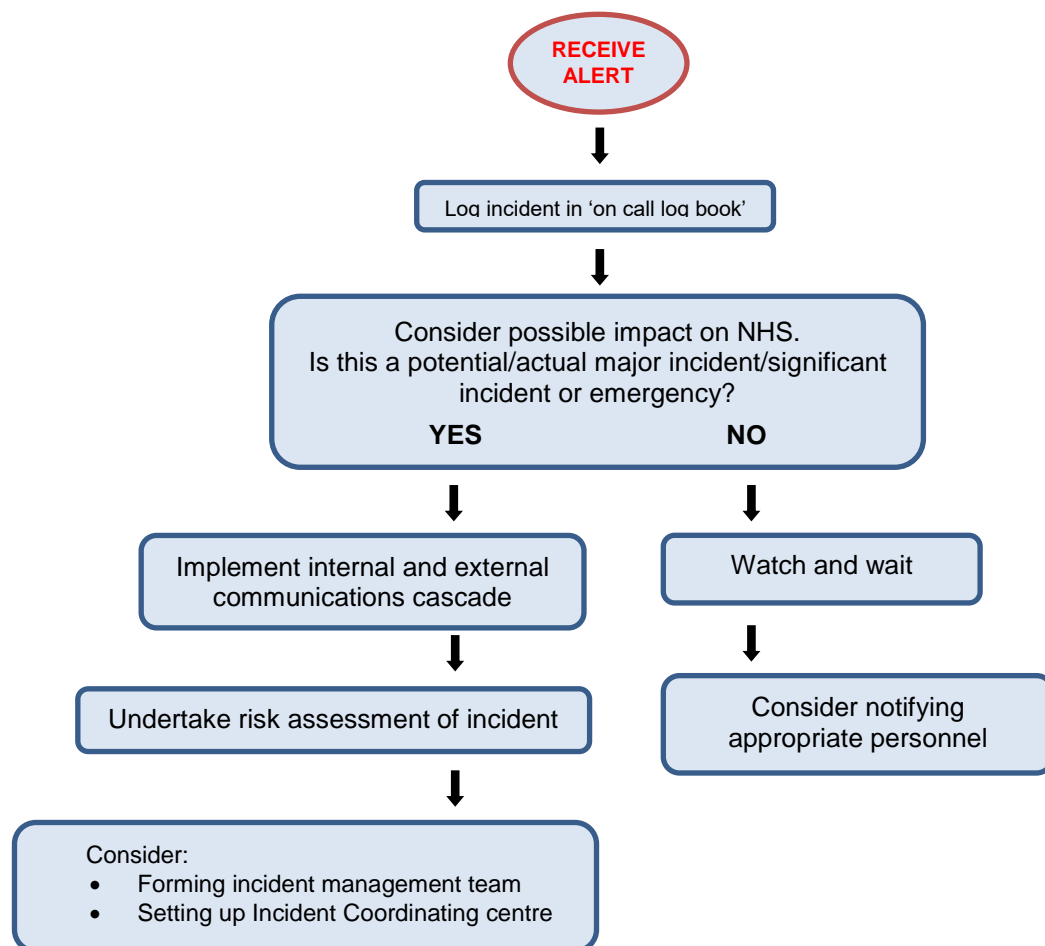 RECEIVE
ALERT
Log incident in ‘on call log book’
Consider possible impact on NHS.
Is this a potential/actual major incident/significant
incident or emergency?
YES NO
Implement internal and external
communications cascade
Watch and wait
Undertake risk assessment of incident
Consider notifying
appropriate personnel
Consider:
• Forming incident management team
• Setting up Incident Coordinating centre